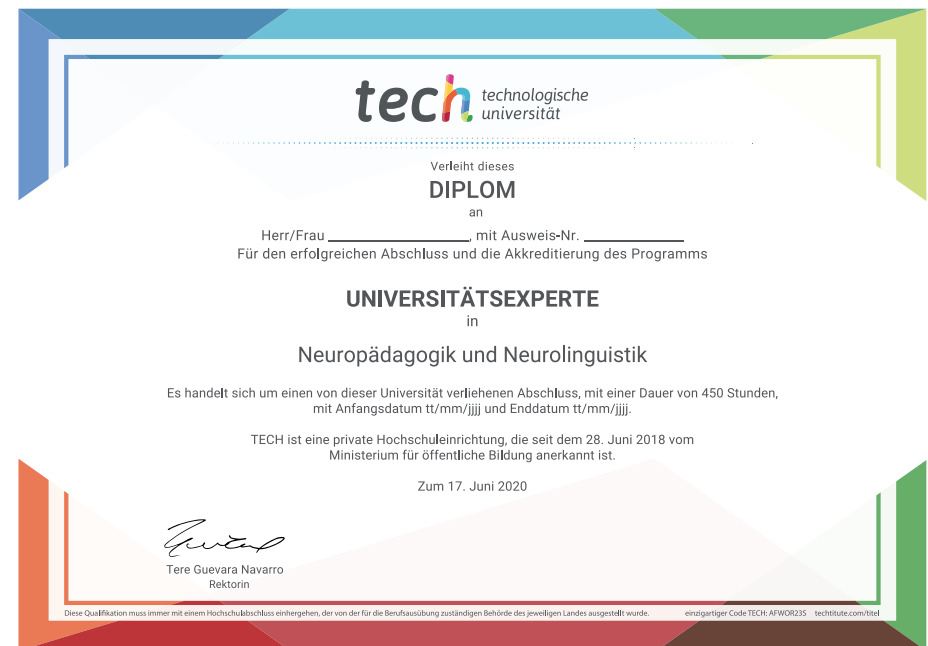 tech technologische
universität
Verleiht dieses
DIPLOM
an
Herr/Frau ____________________, mit Ausweis-Nr. ______________
Für den erfolgreichen Abschluss und die Akkreditierung des Programms
UNIVERSITÄTSEXPERTE
in
Neuropädagogik und Neurolinguistik
Es handelt sich um einen von dieser Universität verliehenen Abschluss, mit einer Dauer von 450 Stunden,
mit Anfangsdatum tt/mm/jjjj und Enddatum tt/mm/jjjj.
TECH ist eine private Hochschuleinrichtung, die seit dem 28. Juni 2018 vom
Ministerium für öffentliche Bildung anerkannt ist.
Zum 17. Juni 2020
Tere Guevara Navarro
Rektorin
Diese Qualifikation muss immer mit einem Hochschulabschluss einhergehen, der von der für die Berufsausübung zuständigen Behörde des jeweiligen Landes ausgestellt wurde. einzigartiger Code TECH: AFWOR23S techtitute.com/titel